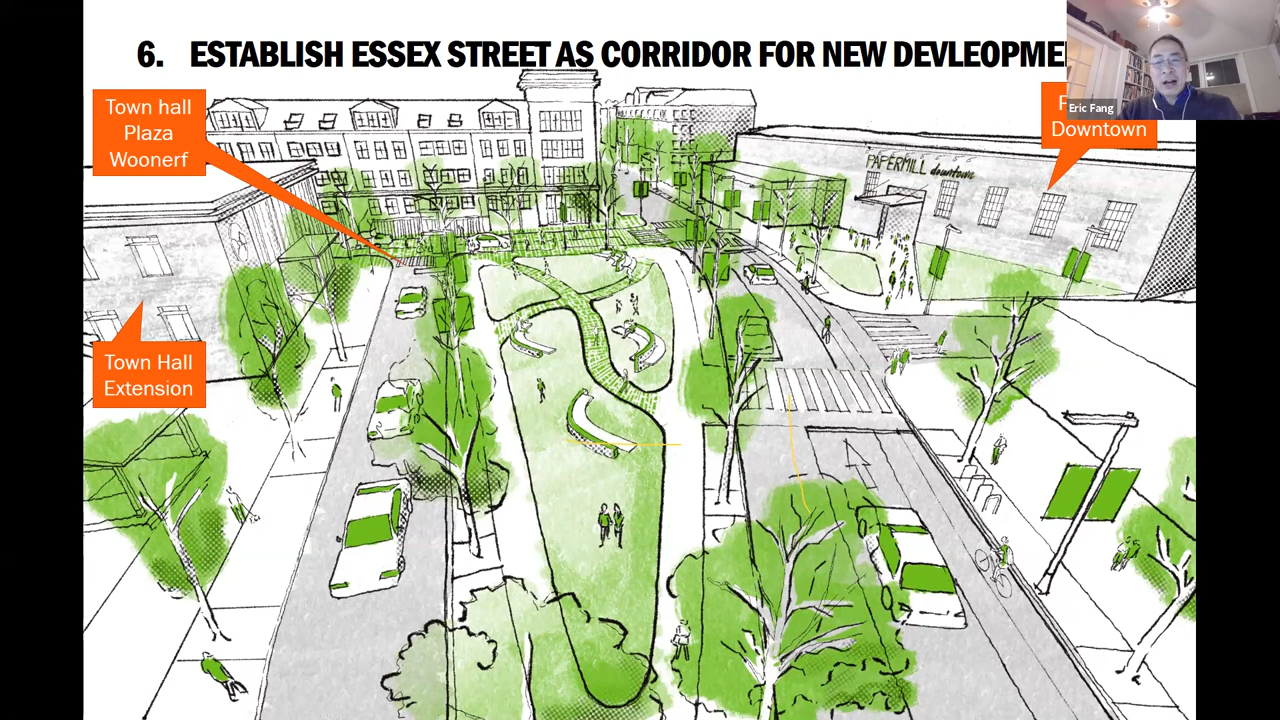 6. ESTABLISH ESSEX STREET AS CORRIDOR FOR NEW DEVLEOPME
Town hall
Plaza
Woonerf
Eric Fang
Downtown
PAPERMILL downtown
Town Hall
Extension